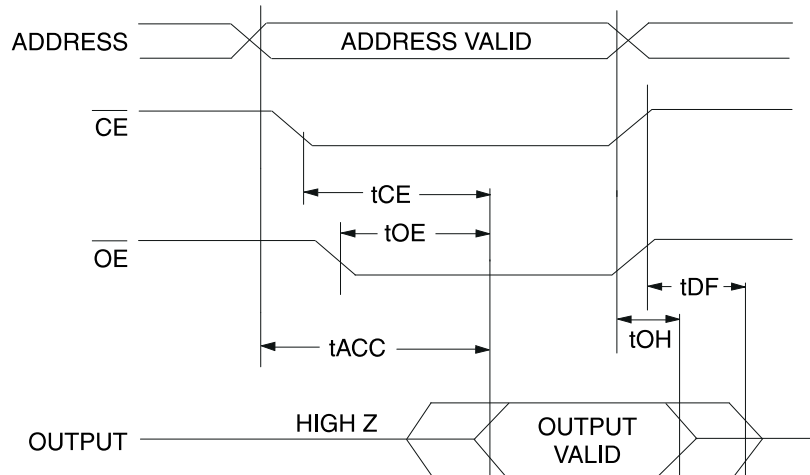 ADDRESS
ADDRESS VALID
CE
tCE
tOE
OE
tDF
tOH
tACC
HIGH Z
OUTPUT
OUTPUT
VALID